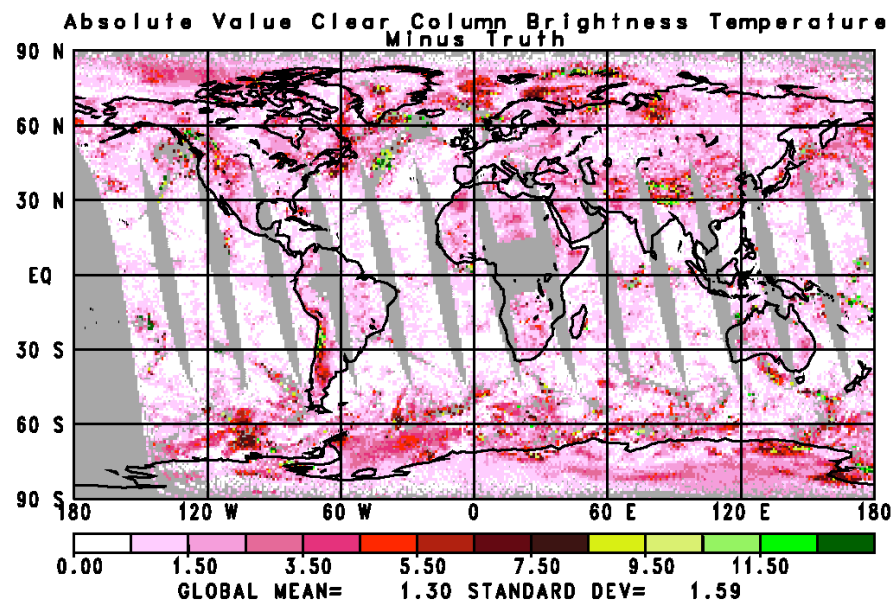 Absolute Value Clear Column Brightness Temperature
Minus Truth
90 N
60 N
30 N
EQ
30 S
60 S
90 S
180 120 W 60 W 0 60 E 120 E 180
0.00 1.50 3.50 5.50 7.50 9.50 11.50
GLOBAL MEAN= 1.30 STANDARD DEV= 1.59